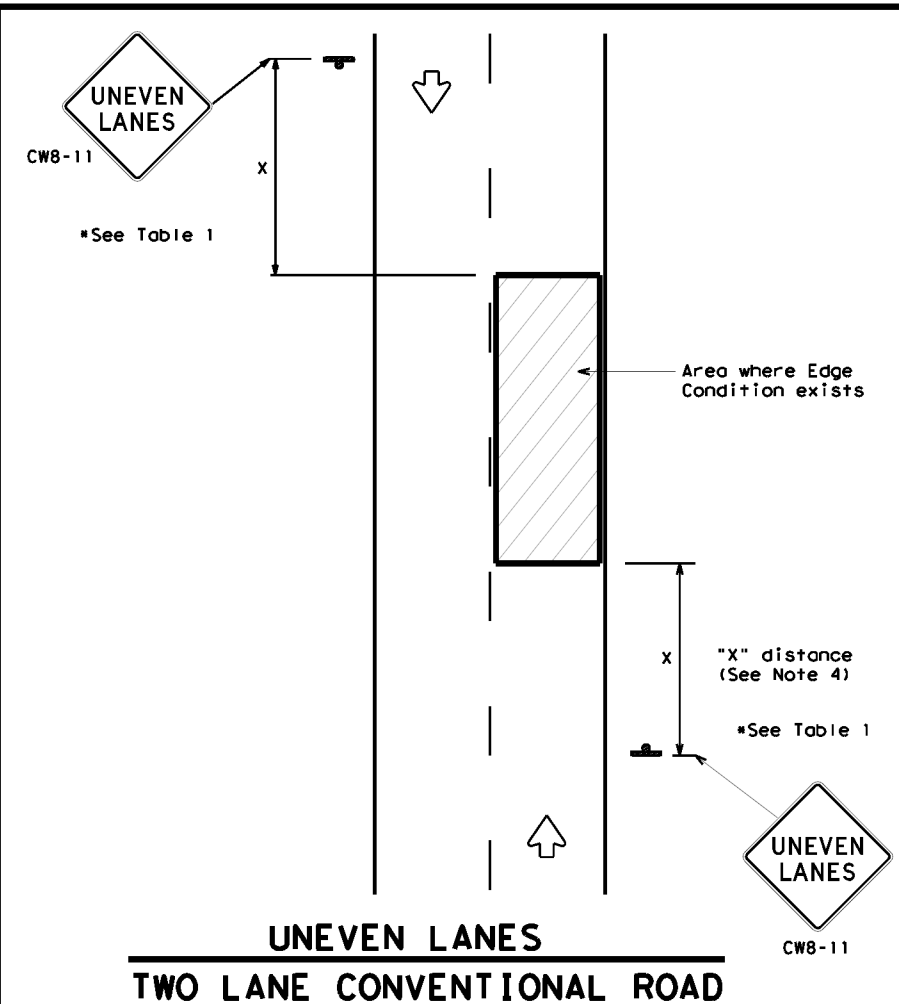 UNEVEN
LANES
CW8-11
X
*See Table 1
Area where Edge
Condition exists
X
"X" distance
(See Note 4)
*See Table 1
UNEVEN
LANES
CW8-11
UNEVEN LANES
TWO LANE CONVENTIONAL ROAD